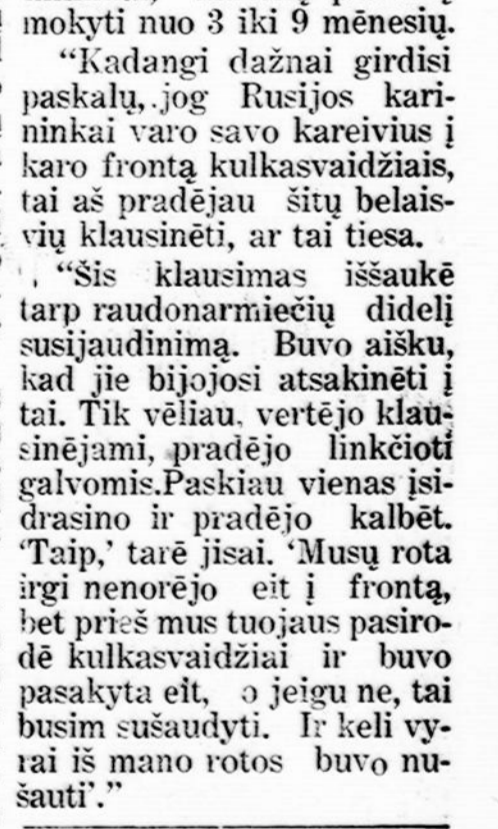 mokyti nuo 3 iki 9 mėnesių.
“Kadangi dažnai girdisi
paskalų, jog Rusijos kari-
ninkai varo savo kareivius į
karo frontą kulkasvaidžiais,
tai aš pradėjau šitų belais-
vių klausinėti, ar tai tiesa.
“Šis klausimas iššaukė
tarp raudonarmiečių didelį
susijaudinimą. Buvo aišku,
kad jie bijojosi atsakinėti į
tai. Tik vėliau, vertėjo klau-
sinėjami, pradėjo linkčioti
galvomis.Paskiau vienas įsi-
drasino ir pradėjo kalbėt.
‘Taip,’ tarė jisai. ‘Musų rota
irgi nenorėjo eit į frontą,
bet prieš mus tuojaus pasiro-
dė kulkasvaidžiai ir buvo
pasakyta eit, o jeigu ne, tai
busim sušaudyti. Ir keli vy-
rai iš mano rotos buvo nu-
šauti’.”